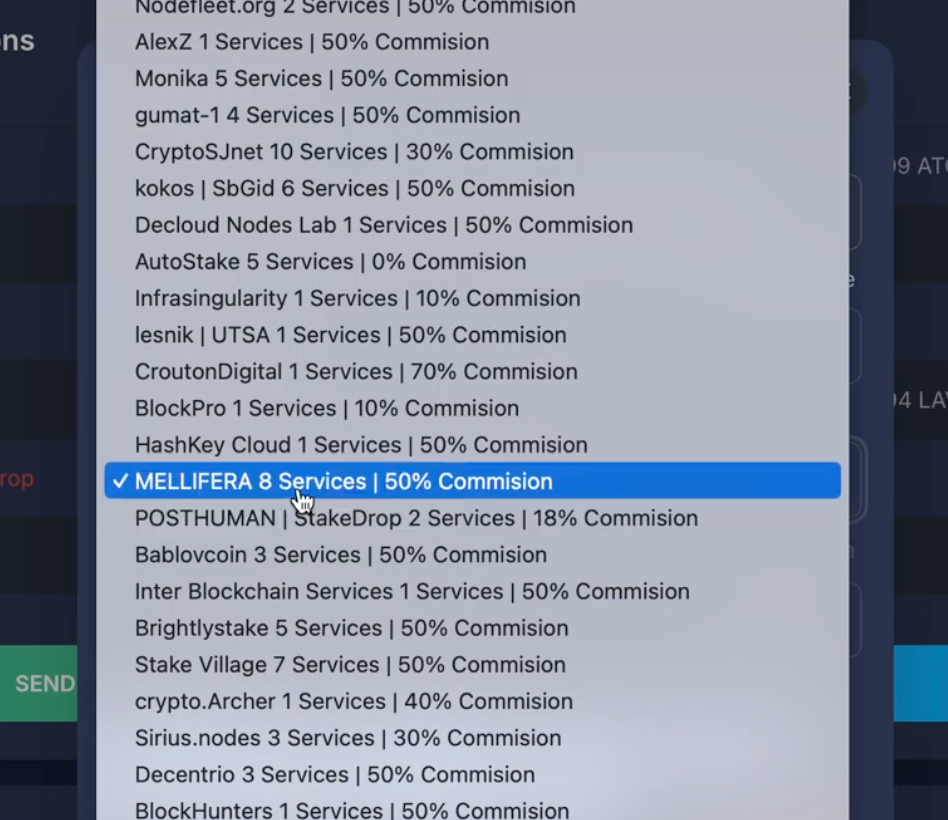 Nodefleet.org 2 Services | 50% Commision
ons
AlexZ 1 Services | 50% Commision
Monika 5 Services | 50% Commision
gumat-1 4 Services | 50% Commision
CryptoSJnet 10 Services | 30% Commision
09 ATO
kokos | SbGid 6 Services | 50% Commision
Decloud Nodes Lab 1 Services | 50% Commision
AutoStake 5 Services | 0% Commision
e
Infrasingularity 1 Services | 10% Commision
lesnik | UTSA 1 Services | 50% Commision
CroutonDigital 1 Services | 70% Commision
04 LAV
BlockPro 1 Services | 10% Commision
HashKey Cloud 1 Services | 50% Commision
rop
✓ MELLIFERA 8 Services | 50% Commision
POSTHUMAN | StakeDrop 2 Services | 18% Commision
Bablovcoin 3 Services | 50% Commision
Inter Blockchain Services 1 Services | 50% Commision
Brightlystake 5 Services | 50% Commision
Stake Village 7 Services | 50% Commision
SEND
crypto.Archer 1 Services | 40% Commision
Sirius.nodes 3 Services | 30% Commision
Decentrio 3 Services | 50% Commision
BlockHunters 1 Services | 50% Commision